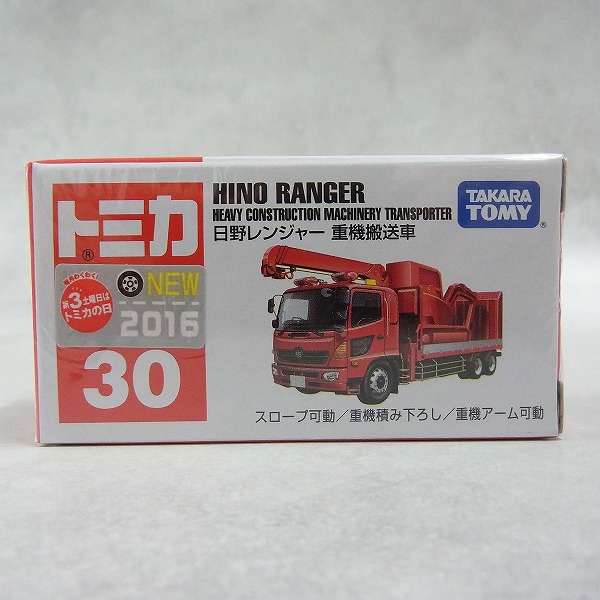 トミカ
®
HINO RANGER
HEAVY CONSTRUCTION MACHINERY TRANSPORTER
日野レンジャー 重機搬送車
TAKARA
TOMY®
第3土曜日は
トミカの日
NEW
2016
30
スロープ可動／重機積み下ろし／重機アーム可動